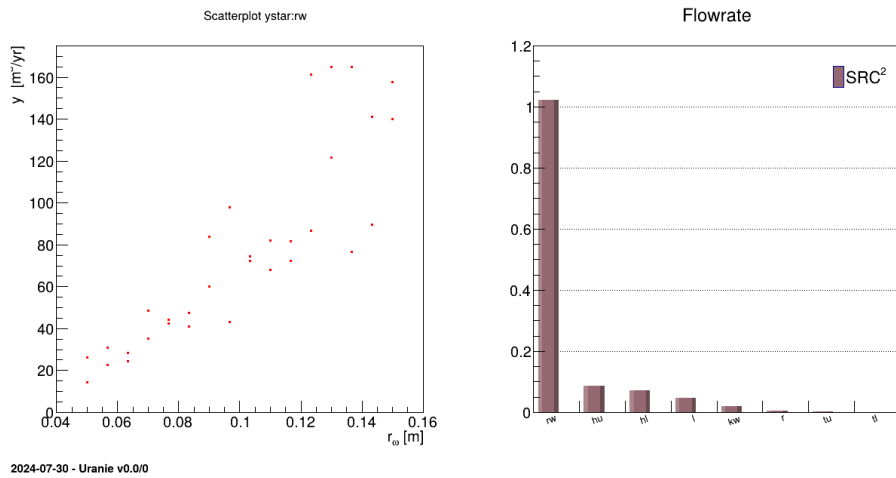 Scatterplot ystar:rw
y [m³/yr]
160
140
120
100
80
60
40
20
0
0.04 0.06 0.08 0.1 0.12 0.14 0.16
rω [m]
Flowrate
SRC²
1.2
1
0.8
0.6
0.4
0.2
0
rw hu hl l kw r tu tl
2024-07-30 - Uranie v0.0/0